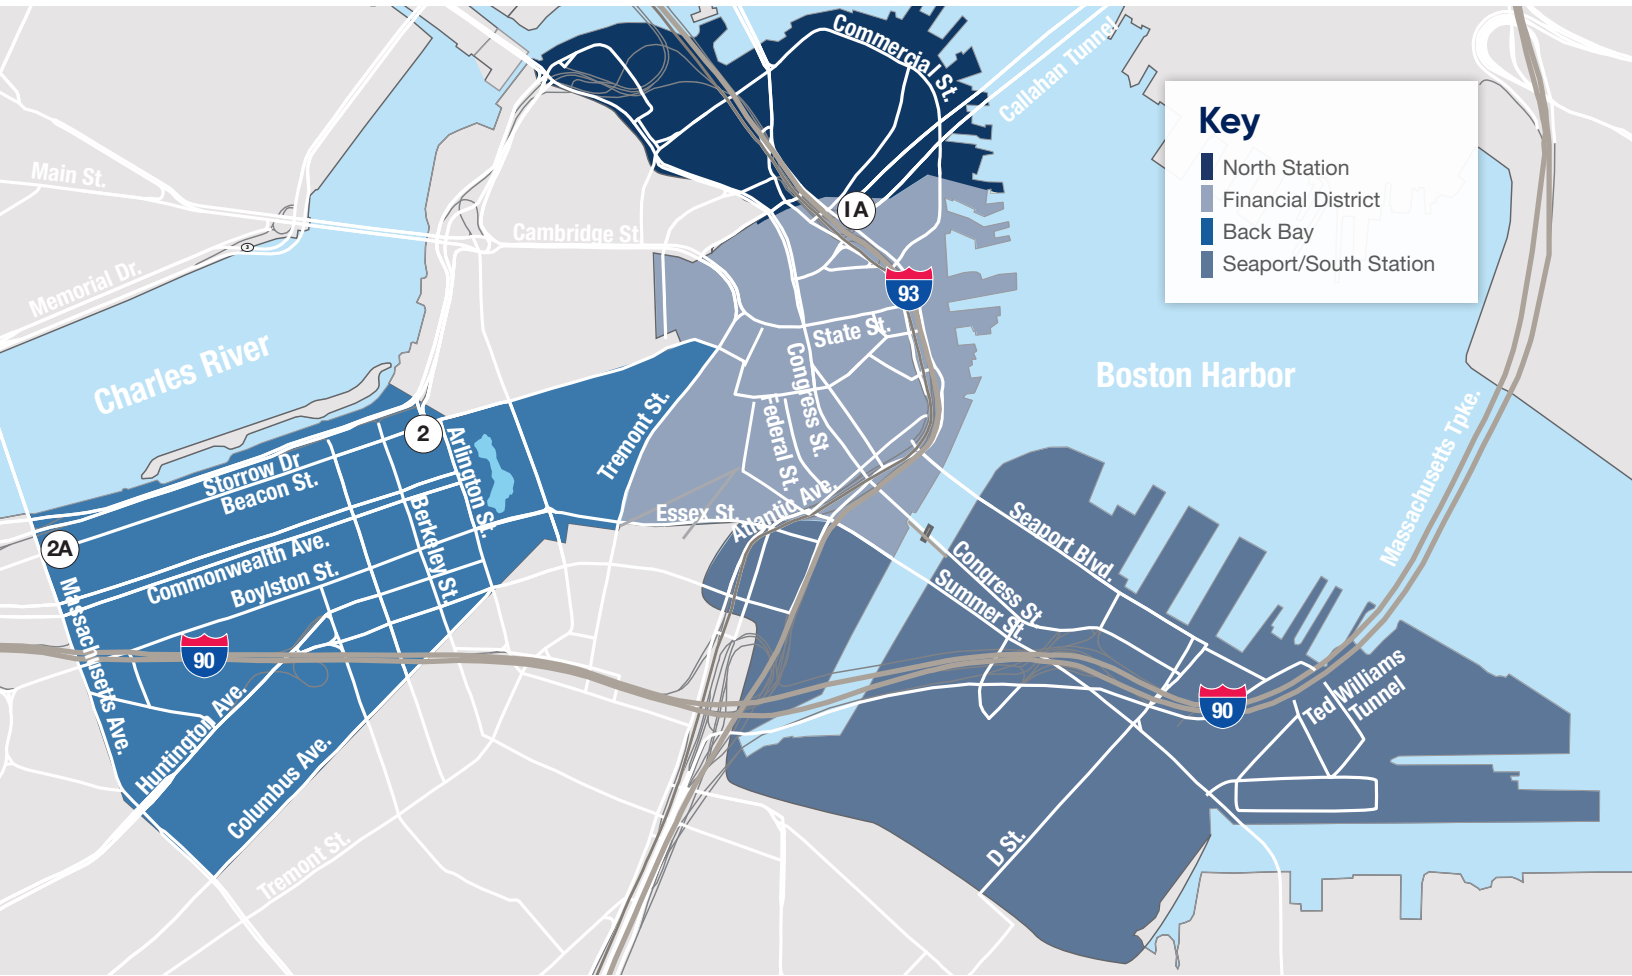 Commercial St.
Callahan Tunnel
Key
North Station
Financial District
Back Bay
Seaport/South Station
Main St.
1A
Cambridge St
3
Memorial Dr.
93
State St.
Charles River
Congress St.
Boston Harbor
Tremont St.
Federal St.
Massachusetts Tpke.
2
Arlington St.
Storrow Dr
Beacon St.
Berkeley St.
Essex St.
Atlantic Ave.
Seaport Blvd.
2A
Commonwealth Ave.
Boylston St.
Congress St
Summer St.
Massachusetts Ave.
90
90
Ted Williams
Tunnel
Huntington Ave.
Columbus Ave.
Tremont St.
D St.